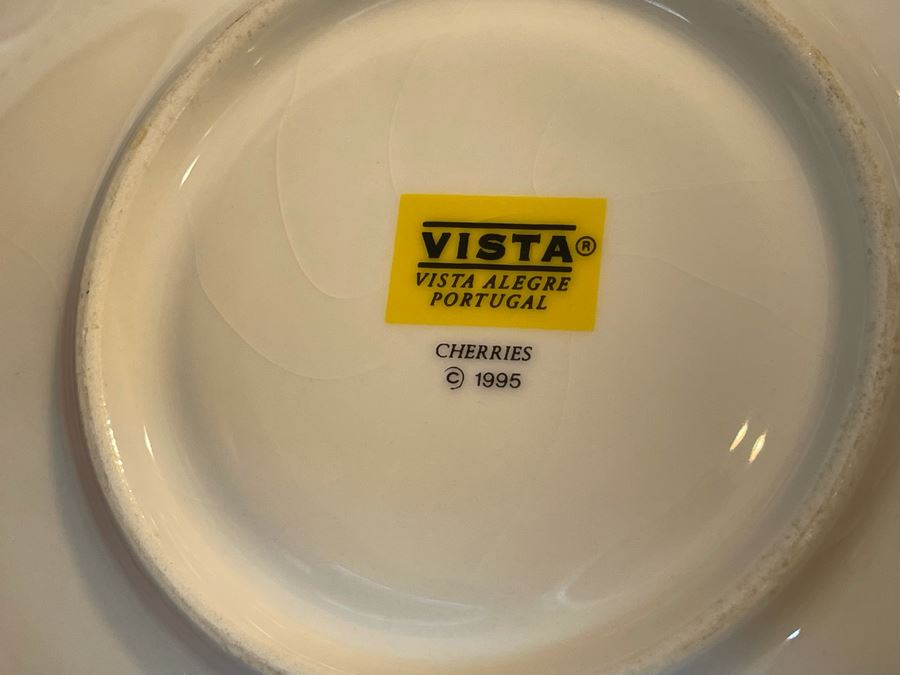 VISTA®
VISTA ALEGRE
PORTUGAL
CHERRIES
© 1995